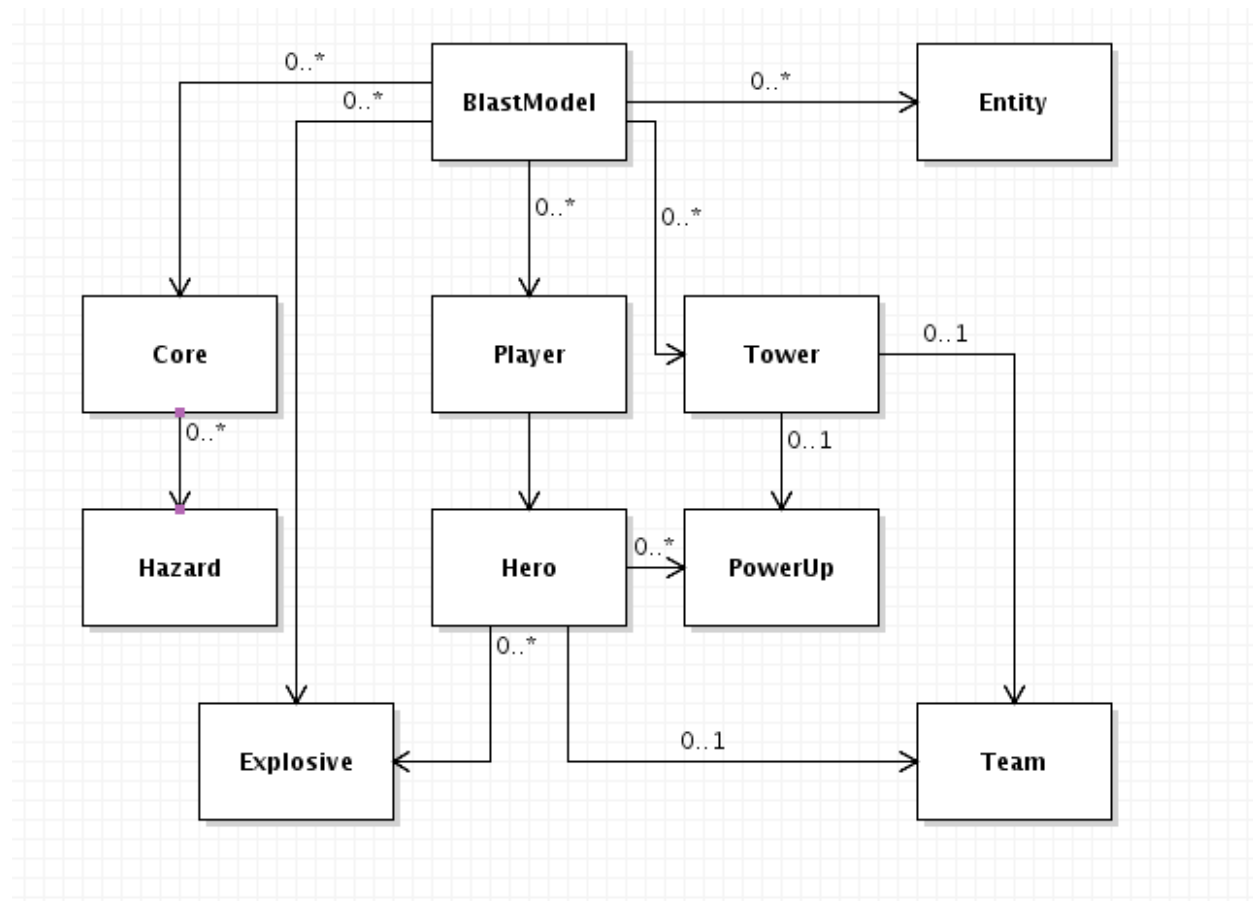 0..*
0..*
BlastModel
0..*
Entity
0..*
0..*
Core
Player
Tower
0..1
0..*
0..1
Hazard
Hero
0..*
PowerUp
0..*
Explosive
0..1
Team